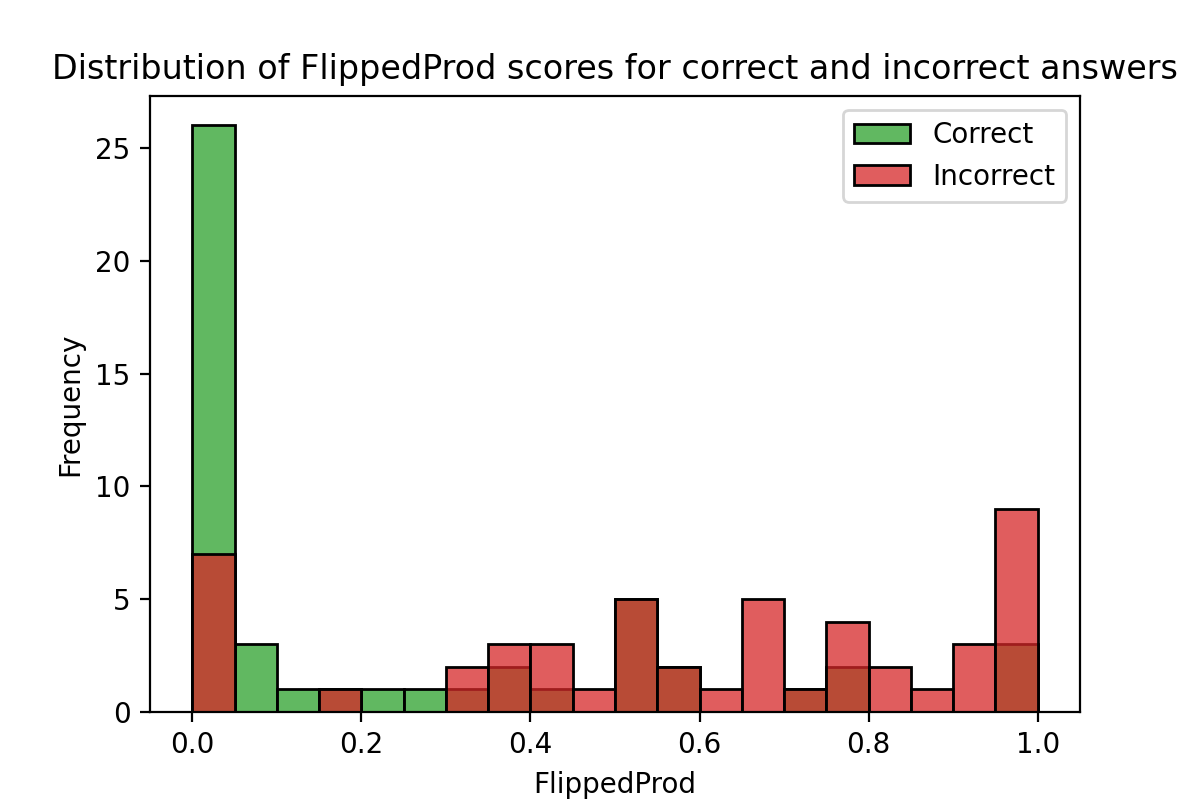 Distribution of FlippedProd scores for correct and incorrect answers
Correct
Incorrect
Frequency
25
20
15
10
5
0
0.0 0.2 0.4 0.6 0.8 1.0
FlippedProd